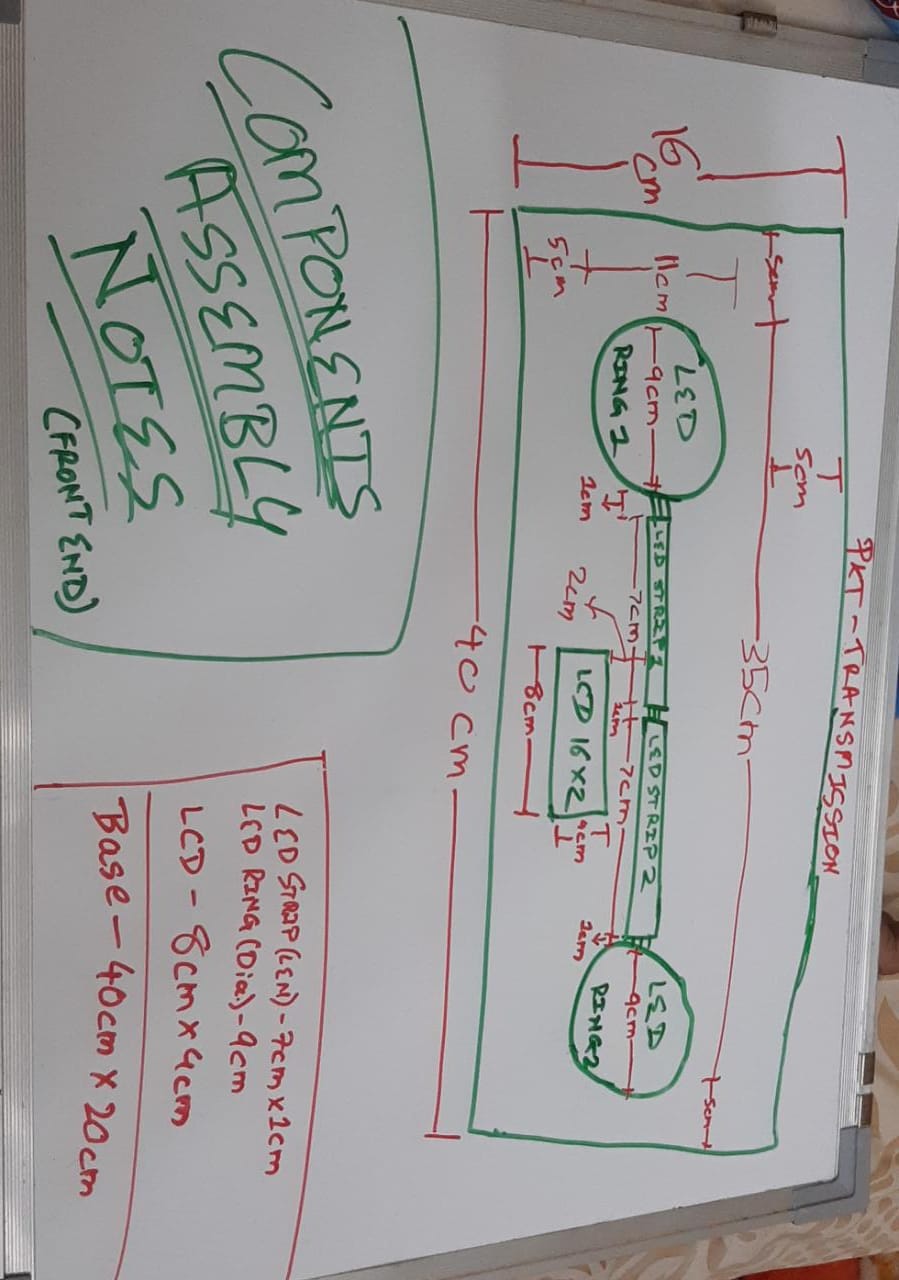 PKT-TRANSMISSION
16 cm
5cm
5cm
35cm
5cm
11cm
5cm
LED
9cm
RING 1
LED STRIP 1
LED STRIP 2
LED
9cm
RING 2
1cm
7cm
2cm
1cm
7cm
1cm
LCD 16x2
4cm
8cm
40 cm
COMPONENTS
ASSEMBLY
NOTES
(FRONT END)
LED STRIP (LEN) - 7cm x 1cm
LED RING (Dia) - 9cm
LCD - 8cm x 4cm
Base - 40cm x 20cm